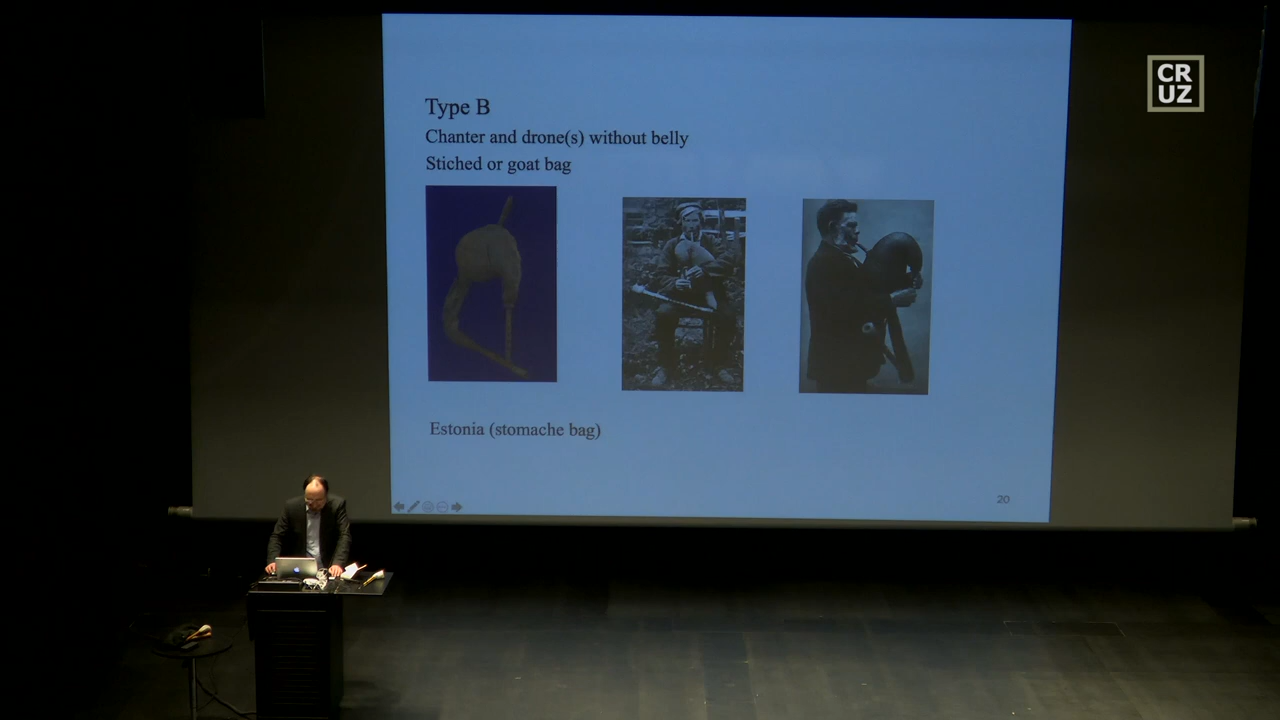 CR
UZ
Type B
Chanter and drone(s) without belly
Stiched or goat bag
Estonia (stomache bag)
20